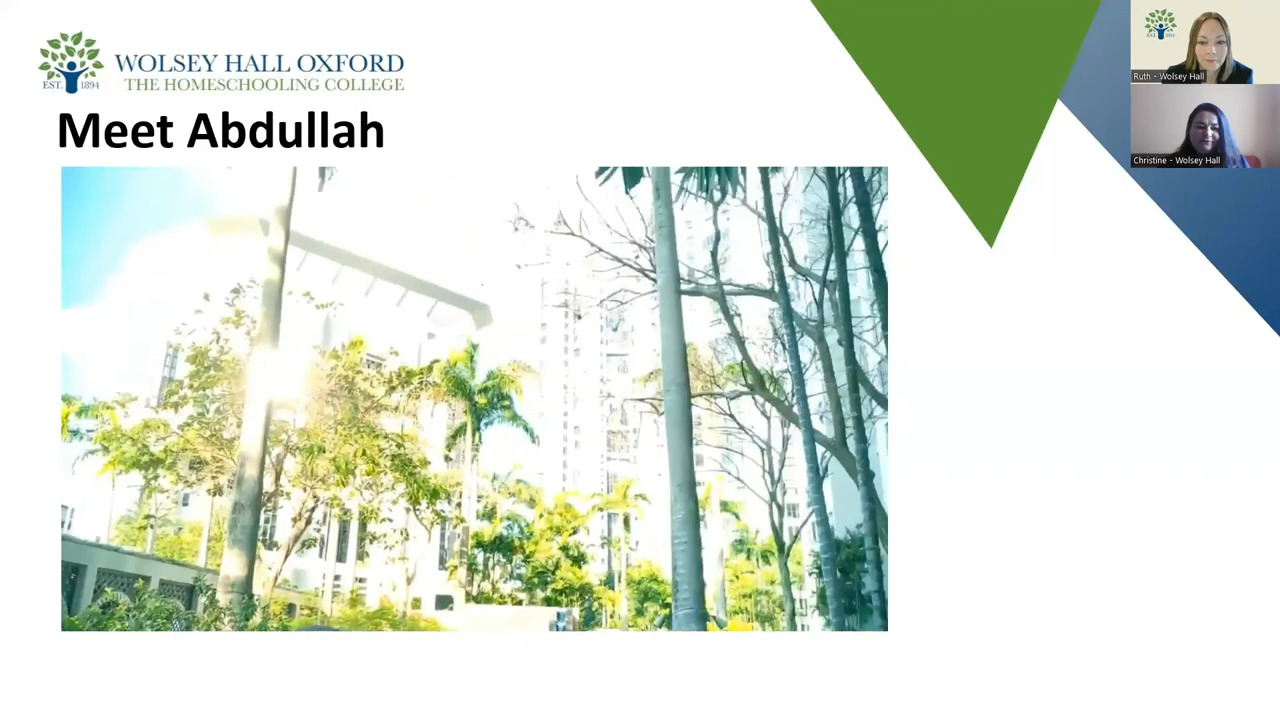 WOLSEY HALL OXFORD
EST. 1894 THE HOMESCHOOLING COLLEGE
Meet Abdullah
Ruth - Wolsey Hall
Christine - Wolsey Hall